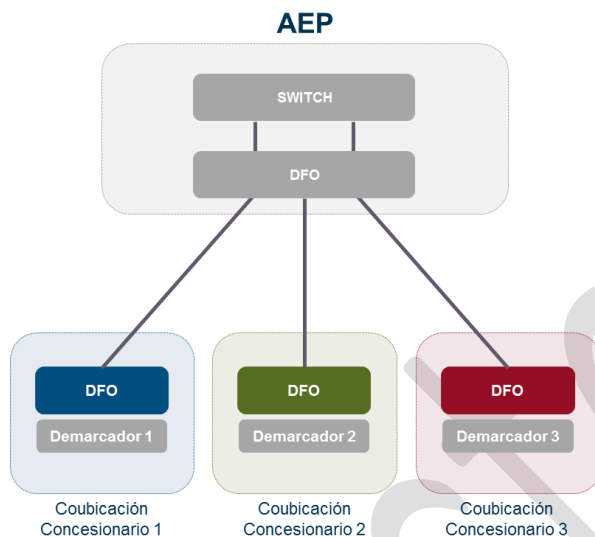 AEP
SWITCH
DFO
DFO
DFO
DFO
Demarcador 1
Demarcador 2
Demarcador 3
Coubicación
Concesionario 1
Coubicación
Concesionario 2
Coubicación
Concesionario 3